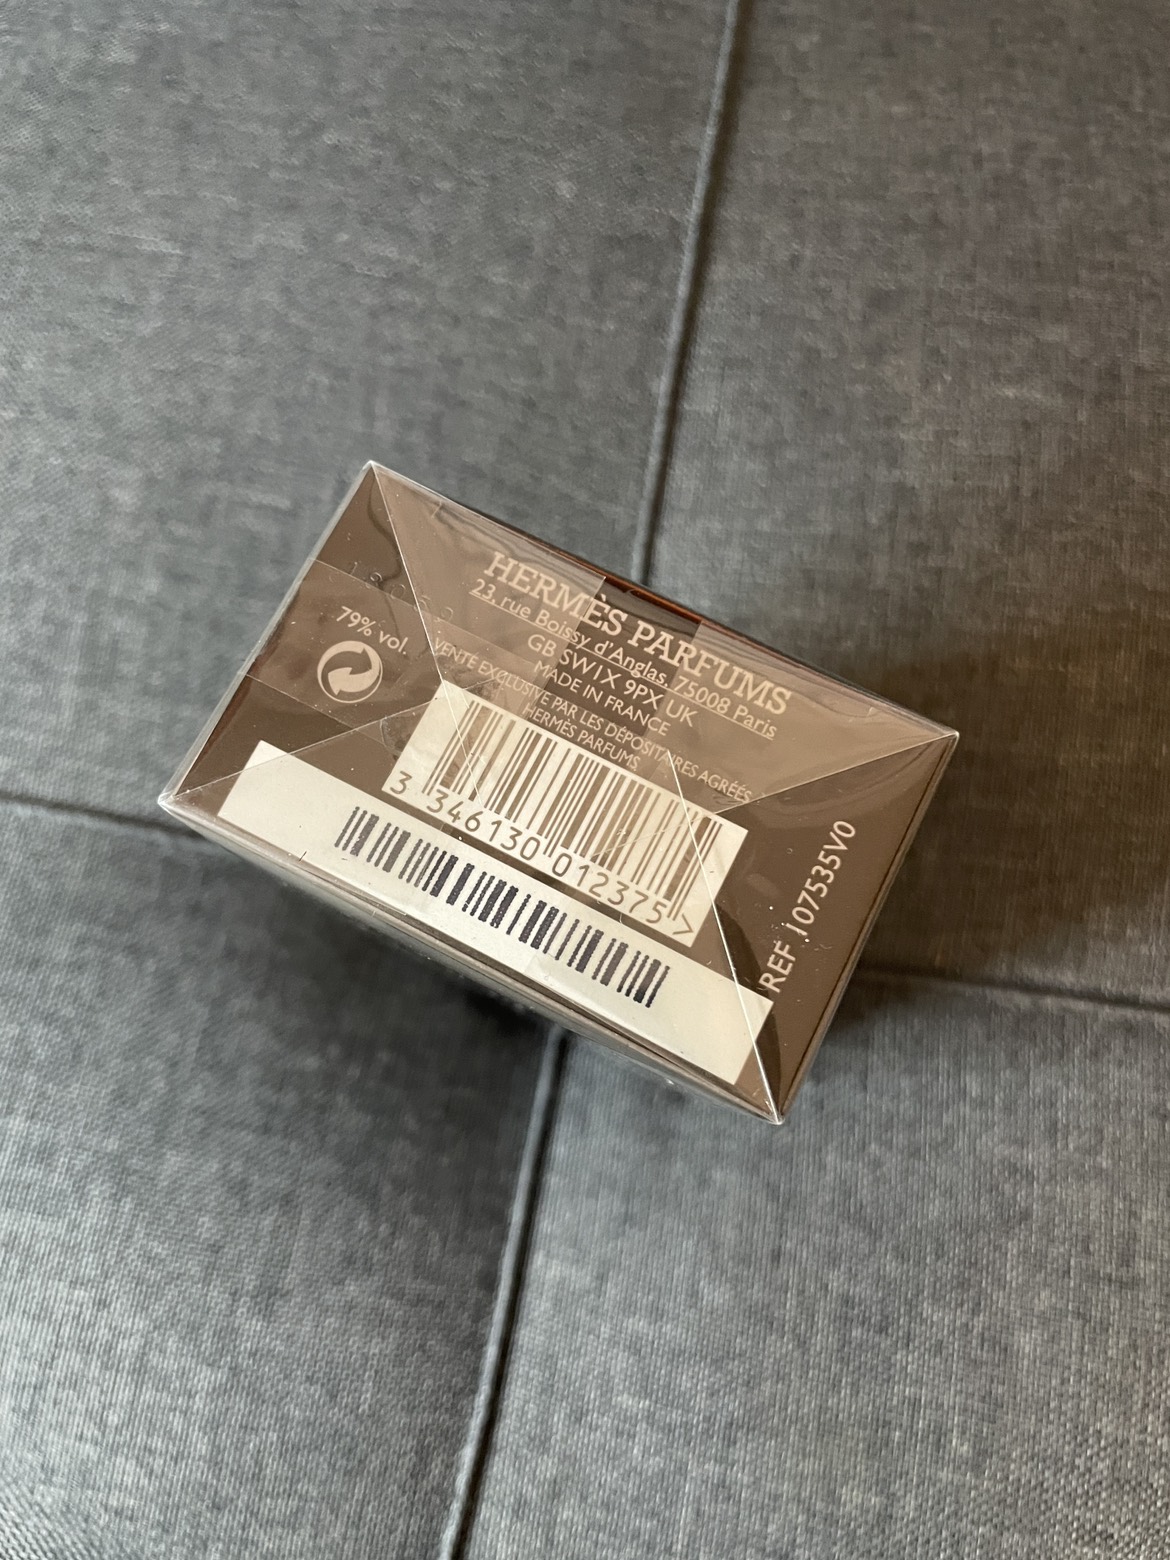 HERMÈS PARFUMS
23, rue Boissy d'Anglas, 75008 Paris
GB SW1X 9PX UK
MADE IN FRANCE
VENTE EXCLUSIVE PAR LES DÉPOSITAIRES AGRÉÉS
HERMÈS PARFUMS
79% vol.
3 346130 012375 >
REF 107535V0